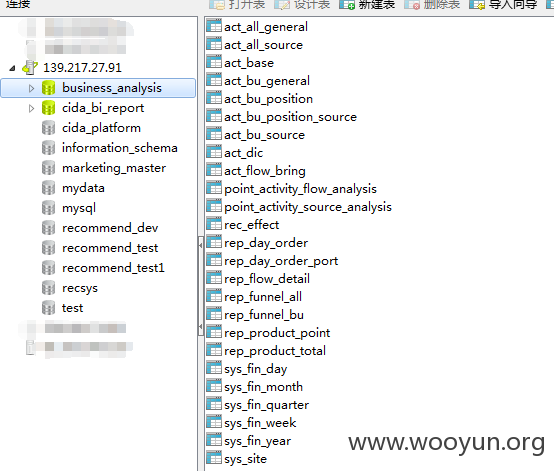 连接
打开表 设计表 新建表 删除表 导入向导
139.217.27.91
business_analysis
cida_bi_report
cida_platform
information_schema
marketing_master
mydata
mysql
recommend_dev
recommend_test
recommend_test1
recsys
test
act_all_general
act_all_source
act_base
act_bu_general
act_bu_position
act_bu_position_source
act_bu_source
act_dic
act_flow_bring
point_activity_flow_analysis
point_activity_source_analysis
rec_effect
rep_day_order
rep_day_order_port
rep_flow_detail
rep_funnel_all
rep_funnel_bu
rep_product_point
rep_product_total
sys_fin_day
sys_fin_month
sys_fin_quarter
sys_fin_week
sys_fin_year
sys_site
www.wooyun.org